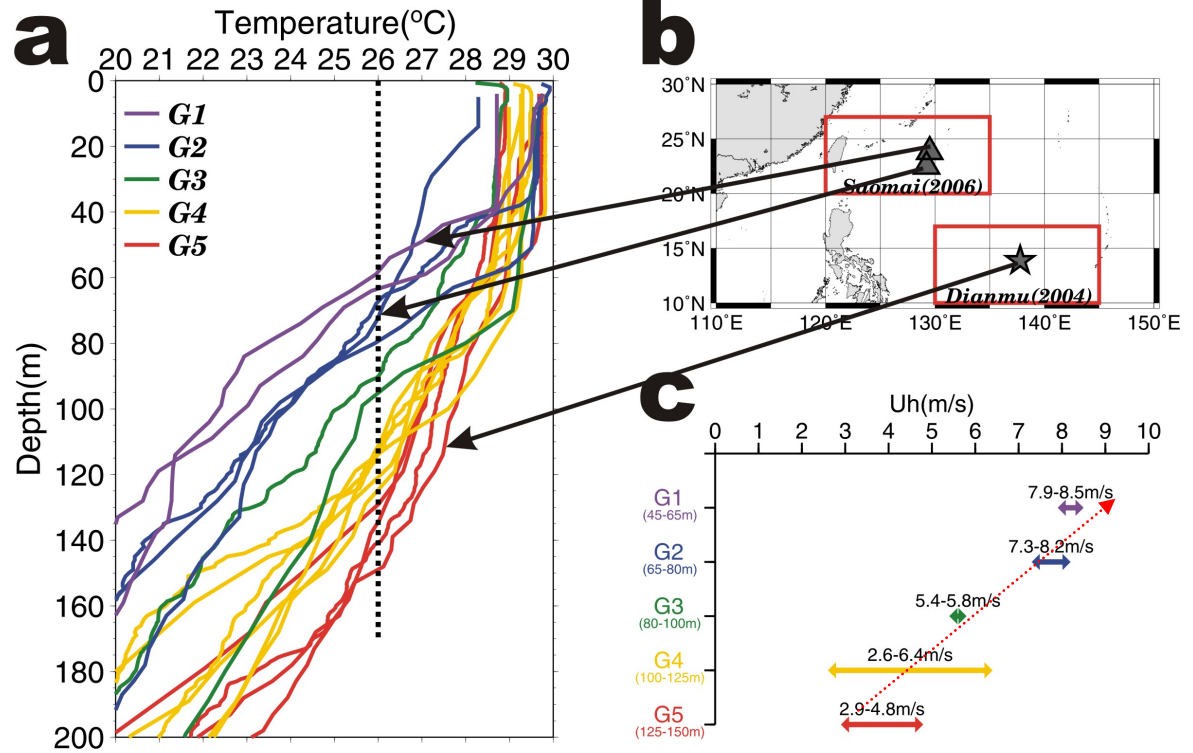 a
Temperature(°C)
20 21 22 23 24 25 26 27 28 29 30
0
20
40
60
80
100
120
140
160
180
200
Depth(m)
G1
G2
G3
G4
G5
b
30°N
25°N
20°N
15°N
10°N
110°E 120°E 130°E 140°E 150°E
Saomai(2006)
Dianmu(2004)
c
Uh(m/s)
0 1 2 3 4 5 6 7 8 9 10
G1
(45-65m)
7.9-8.5m/s
G2
(65-80m)
7.3-8.2m/s
G3
(80-100m)
5.4-5.8m/s
G4
(100-125m)
2.6-6.4m/s
G5
(125-150m)
2.9-4.8m/s